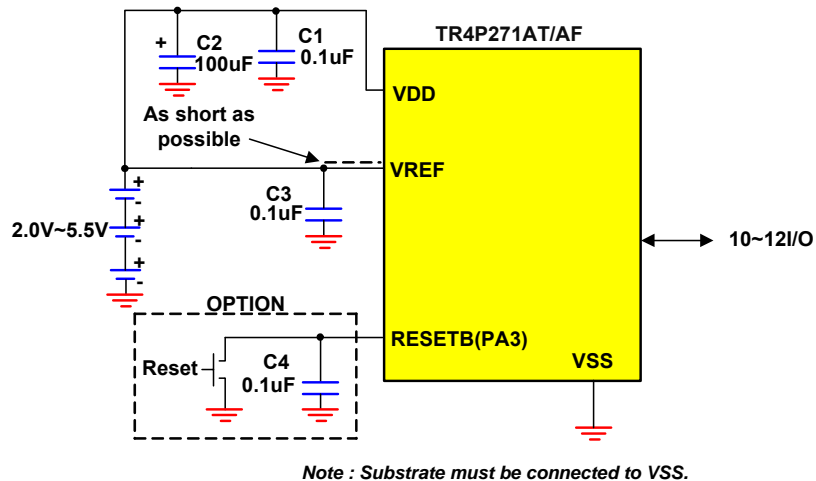 TR4P271AT/AF
+
C2
100uF
C1
0.1uF
VDD
As short as
possible
VREF
C3
0.1uF
+
-
2.0V~5.5V
+
-
+
-
10~12I/O
OPTION
RESETB(PA3)
Reset
C4
0.1uF
VSS
Note : Substrate must be connected to VSS.